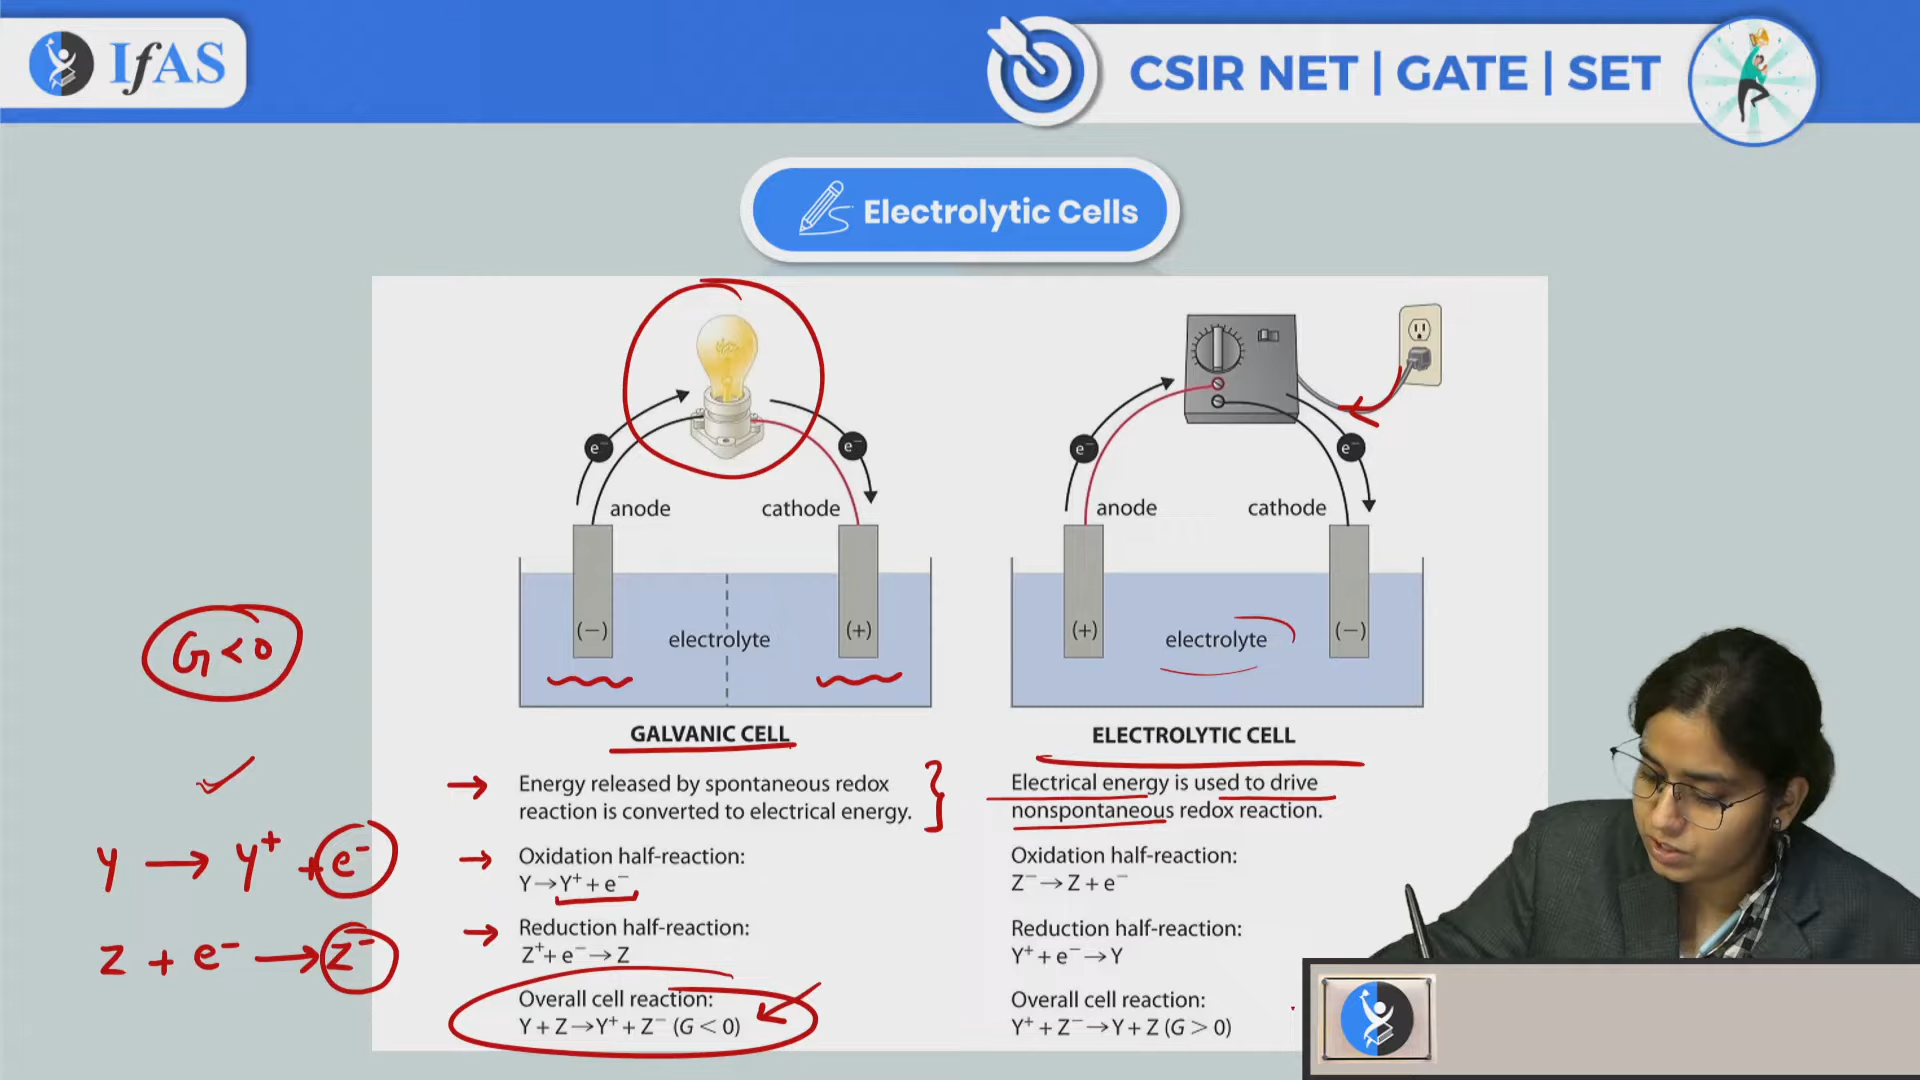 IfAS
CSIR NET | GATE | SET
Electrolytic Cells
e⁻
e⁻
anode
cathode
(−)
electrolyte
(+)
e⁻
e⁻
anode
cathode
(+)
electrolyte
(−)
G < 0
Y → Y⁺ + e⁻
Z + e⁻ → Z⁻
GALVANIC CELL
Energy released by spontaneous redox
reaction is converted to electrical energy.
Oxidation half-reaction:
Y → Y⁺ + e⁻
Reduction half-reaction:
Z⁺ + e⁻ → Z
Overall cell reaction:
Y + Z → Y⁺ + Z⁻ (G < 0)
ELECTROLYTIC CELL
Electrical energy is used to drive
nonspontaneous redox reaction.
Oxidation half-reaction:
Z⁻ → Z + e⁻
Reduction half-reaction:
Y⁺ + e⁻ → Y
Overall cell reaction:
Y⁺ + Z⁻ → Y + Z (G > 0)